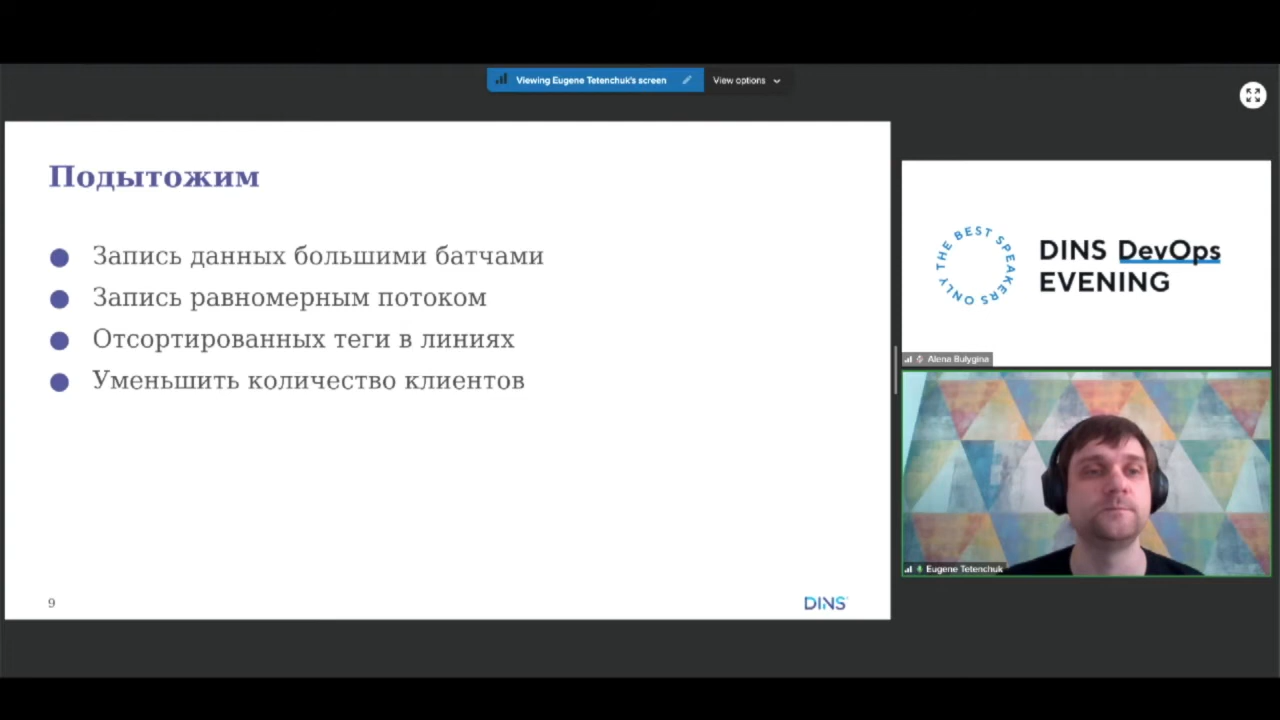 Viewing Eugene Tetenchuk's screen
View options
Подытожим
Запись данных большими батчами
Запись равномерным потоком
Отсортированных теги в линиях
Уменьшить количество клиентов
9
DINS
ONLY THE BEST SPEAKERS
DINS DevOps
EVENING
Alena Bulygina
Eugene Tetenchuk